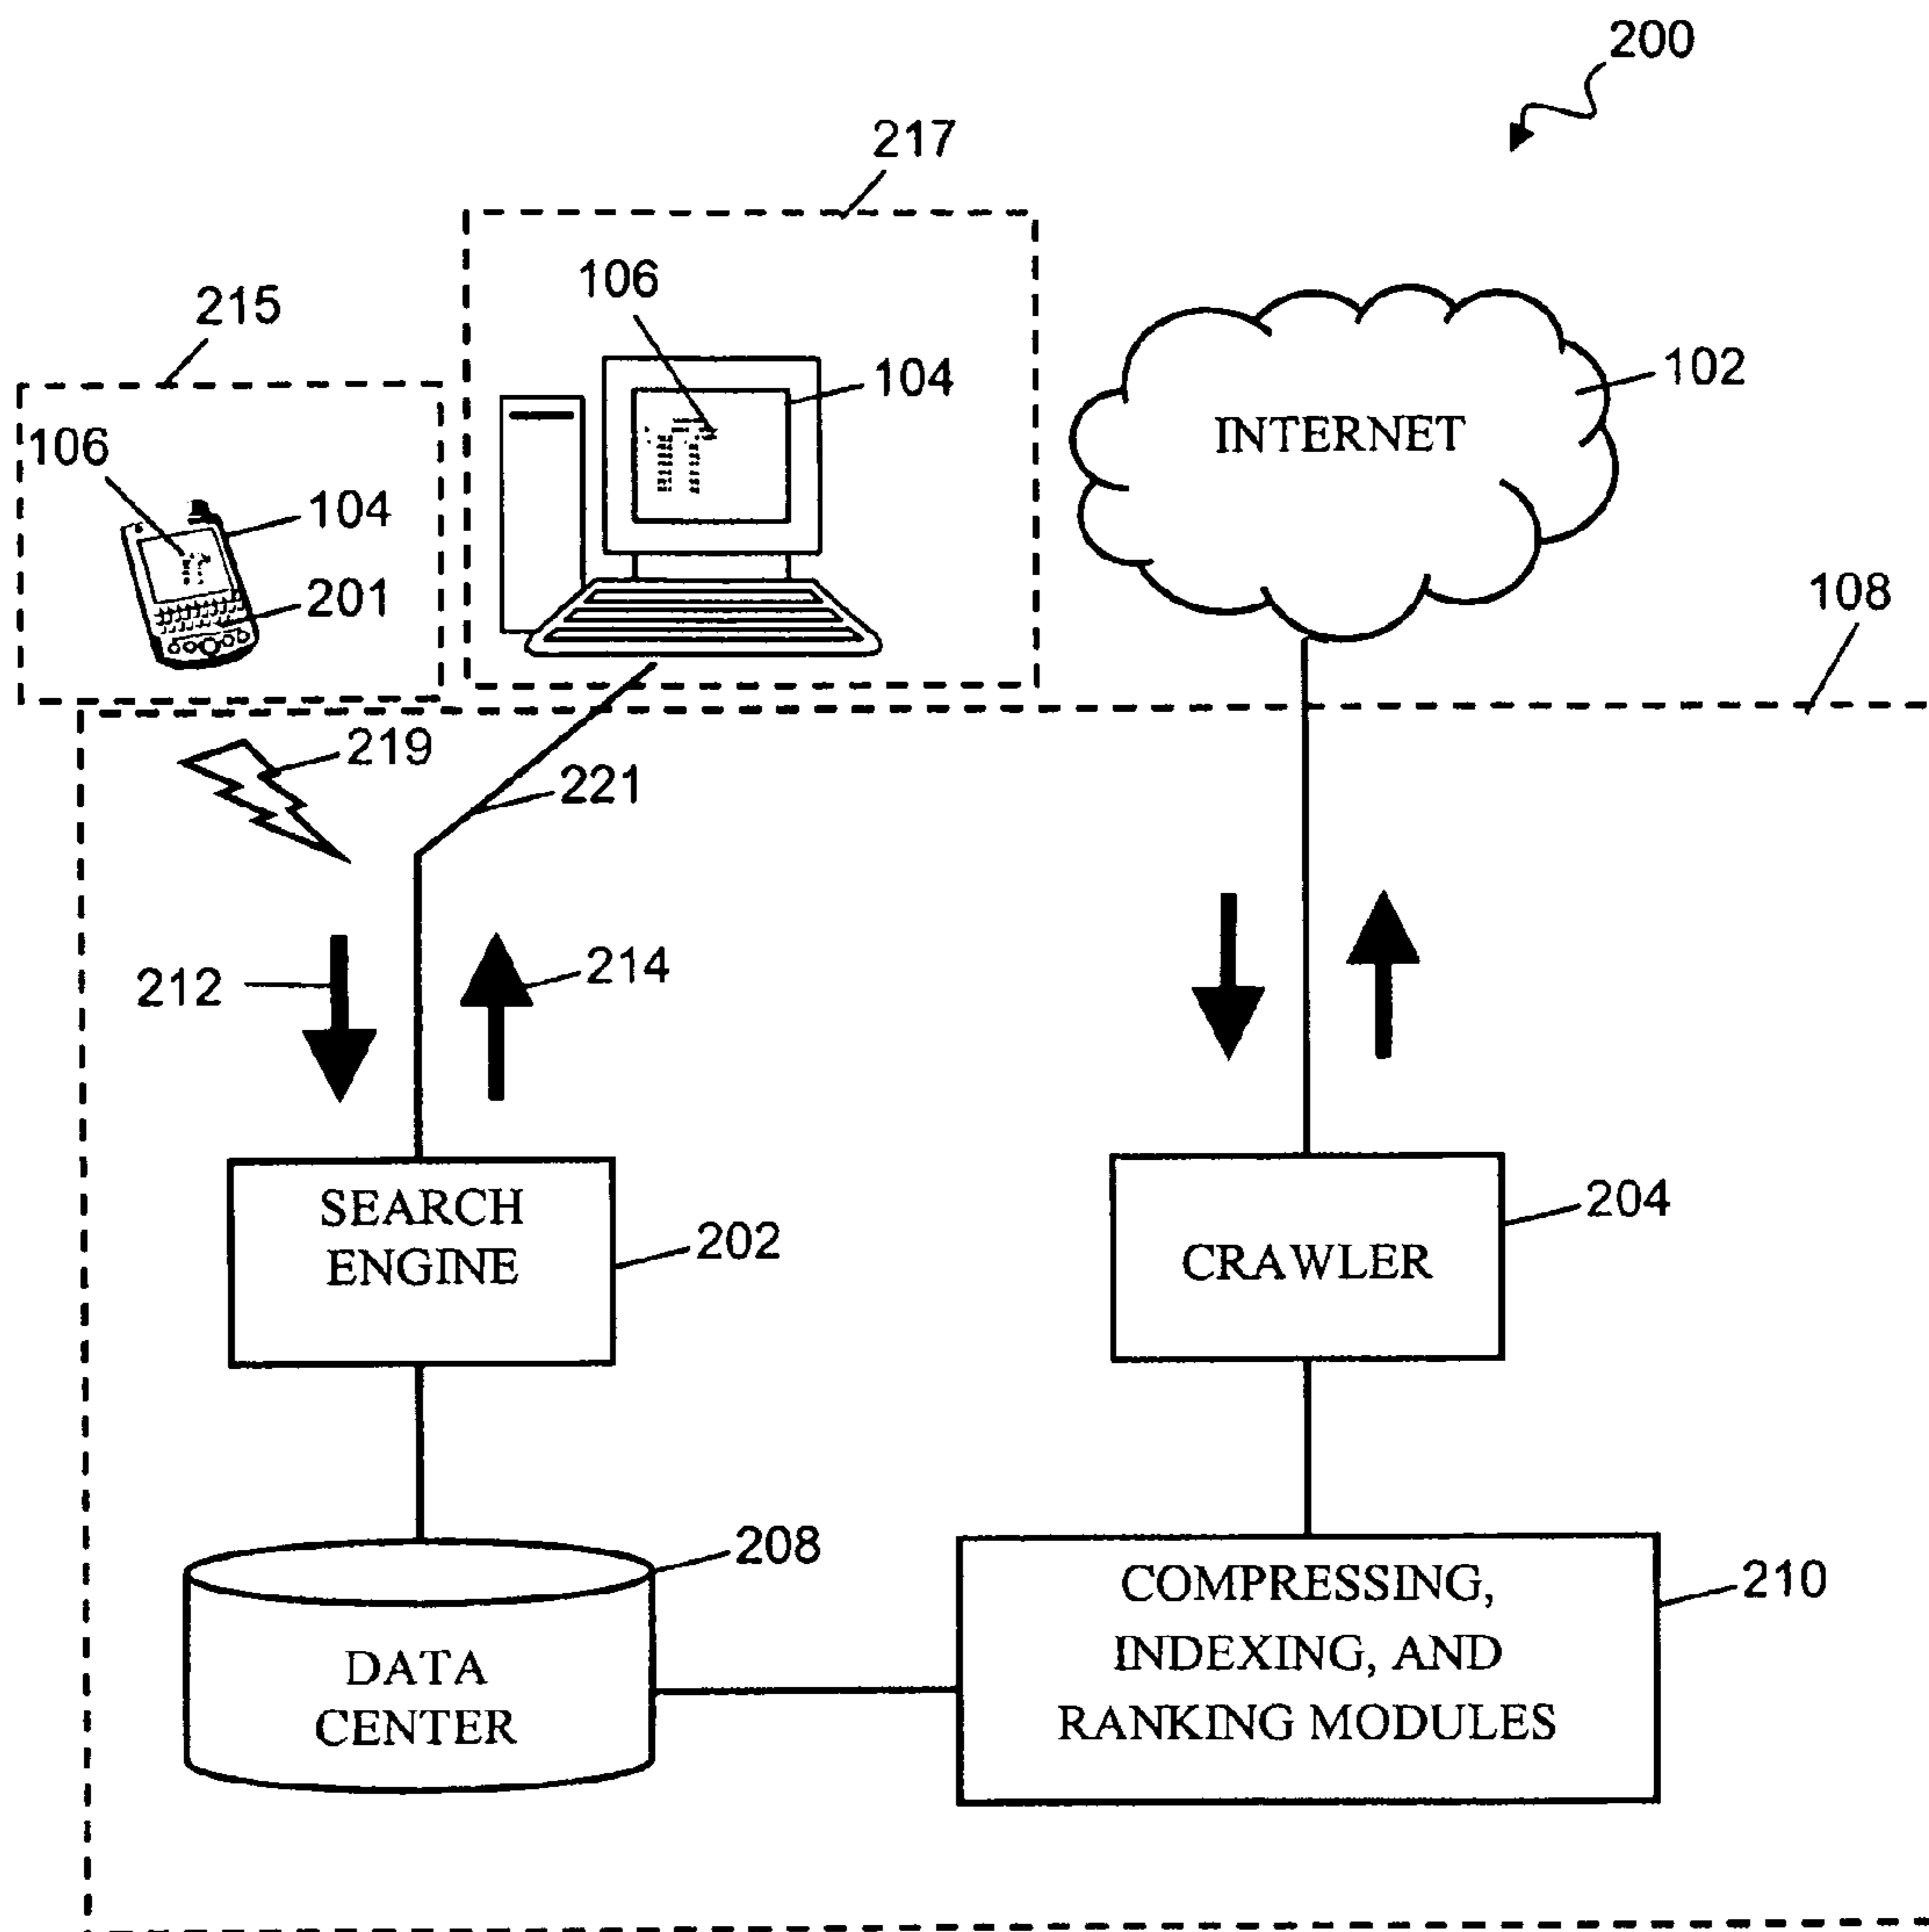 200
217
106
215
104
102
INTERNET
106
104
201
108
219
221
212
214
SEARCH
ENGINE
202
204
CRAWLER
208
DATA
CENTER
COMPRESSING,
INDEXING, AND
RANKING MODULES
210